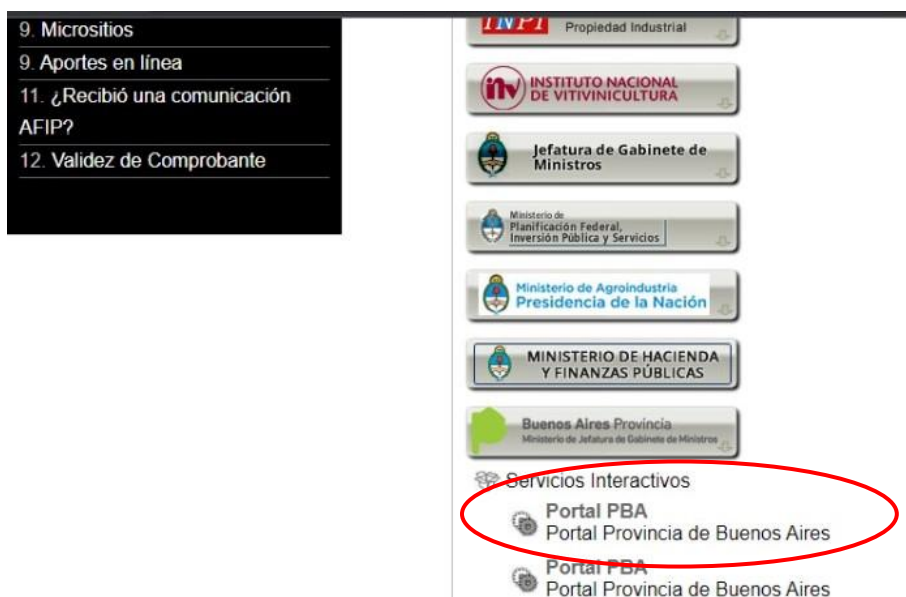 9. Micrositios
9. Aportes en línea
11. ¿Recibió una comunicación
AFIP?
12. Validez de Comprobante
INPI
Propiedad Industrial
inv INSTITUTO NACIONAL
DE VITIVINICULTURA
Jefatura de Gabinete de
Ministros
Ministerio de
Planificación Federal,
Inversión Pública y Servicios
Ministerio de Agroindustria
Presidencia de la Nación
MINISTERIO DE HACIENDA
Y FINANZAS PÚBLICAS
Buenos Aires Provincia
Ministerio de Jefatura de Gabinete de Ministros
Servicios Interactivos
Portal PBA
Portal Provincia de Buenos Aires
Portal PBA
Portal Provincia de Buenos Aires